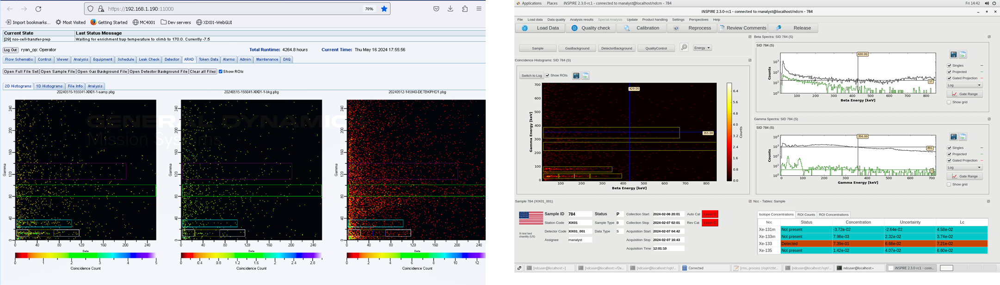 https://192.168.1.190:11000
70%
Import bookmarks...
Most Visited
Getting Started
MC4001
Dev servers
XIX01-WebGUI
Current State
Last Status Message
[29] nso-cell-transfer-prep
Waiting for enrichment trap temperature to climb to 170.0. Currently -7.5
Log Out
ryan_op: Operator
Total Runtime: 4264.8 hours
Current Time: Thu May 16 2024 17:55:56
Flow Schematic
Control
Viewer
Analysis
Equipment
Schedule
Leak Check
Detector
ARAD
Token Data
Alarms
Admin
Maintenance
DAQ
Open Full File Set
Open Sample File
Open Gas Background File
Open Detector Background File
Clear all Files
Show ROIs
2D Histograms
1D Histograms
File Info
Analysis
20240515-155041-XIX01-1-samp.pbg
20240515-155041-XIX01-1-bkg.pbg
20240512-145940-DETBKPHD1.pbg
GENERAL DYNAMICS
Mission Systems
Gamma
240
200
160
120
80
40
0
0 40 80 120 160 200 240
Beta
0 1 2 3 4 5
Coincidence Count
Gamma
240
200
160
120
80
40
0
0 40 80 120 160 200 240
Beta
0 0.4 0.8 1.2 1.6 2 2.4 2.8
Coincidence Count
Gamma
240
200
160
120
80
40
0
0 40 80 120 160 200 240
Beta
0 2 4 6 8 10 12
Coincidence Count
Applications
Places
iNSPIRE 2.3.0-rc1 - connected to rnanalyst@localhost/ndcrn - 784
Fri 14:42
iNSPIRE 2.3.0-rc1 - connected to rnanalyst@localhost/ndcrn - 784
File
Load data
Data quality
Analysis results
Special Analysis
Update
Product handling
Settings
Perspectives
Help
Load Data
Quality check
Calibration
Reprocess
Review Comments
Release
Sample
GasBackground
DetectorBackground
QualityControl
Energy
Coincidence Histograms: SID 784 (S)
Switch to Log
Show ROIs
429.00
355.00
Gamma Energy [keV]
700
600
500
400
300
200
100
0
100 200 300 400 500 600 700 800
Beta Energy [keV]
6.4
5.6
4.8
4.0
3.2
2.4
1.6
0.8
0.0
Counts
Beta Spectra: SID 784 (S)
SID 784 (S)
430.00
17
Counts
10³
10²
10¹
10⁰
100 200 300 400 500 600 700 800
Beta Energy [keV]
Singles
Projected
Gated Projection
Log
Gate Range
Show grid
Gamma Spectra: SID 784 (S)
SID 784 (S)
356.00
891
Counts
10⁴
10³
10²
10¹
10⁰
0 100 200 300 400 500 600 700
Gamma Energy [keV]
Singles
Projected
Gated Projection
Log
Gate Range
Show grid
Sample 784 (XIX01_001)
Sample ID 784
Station Code XIX01
Detector Code XIX01_001
Assignee rnanalyst
Xi test bed
chantilly (US)
Status P
Sample Type B
Data Type S
Collection Start 2024-02-06 20:01
Collection Stop 2024-02-07 02:01
Acquisition Start 2024-02-07 04:42
Acquisition Stop 2024-02-07 16:43
Acquisition Time 12:01:10
Auto Cat Level C
Rev Cat Level C
Ncc - Tables: Sample
Isotope Concentrations
ROI Counts
ROI Concentrations
Ncc Status Concentration Uncertainty Lc
Xe-131m Not present -3.72e-02 -2.64e-02 4.58e-02
Xe-133m Not present 7.98e-03 2.32e-02 3.74e-02
Xe-133 Detected 7.39e-01 6.68e-02 7.21e-02
Xe-135 Not present 1.42e-02 4.07e-02 6.60e-02
[ndcuser@localhost:~]
[ndcuser@localhost:~/De...
[ndcuser@localhost:/opt/...
Corrected
[rms_process (/opt/ctbt...
[ndcuser@localhost:/opt/...
ndcuser@localhost:~
iNSPIRE 2.3.0-rc1 - conn...